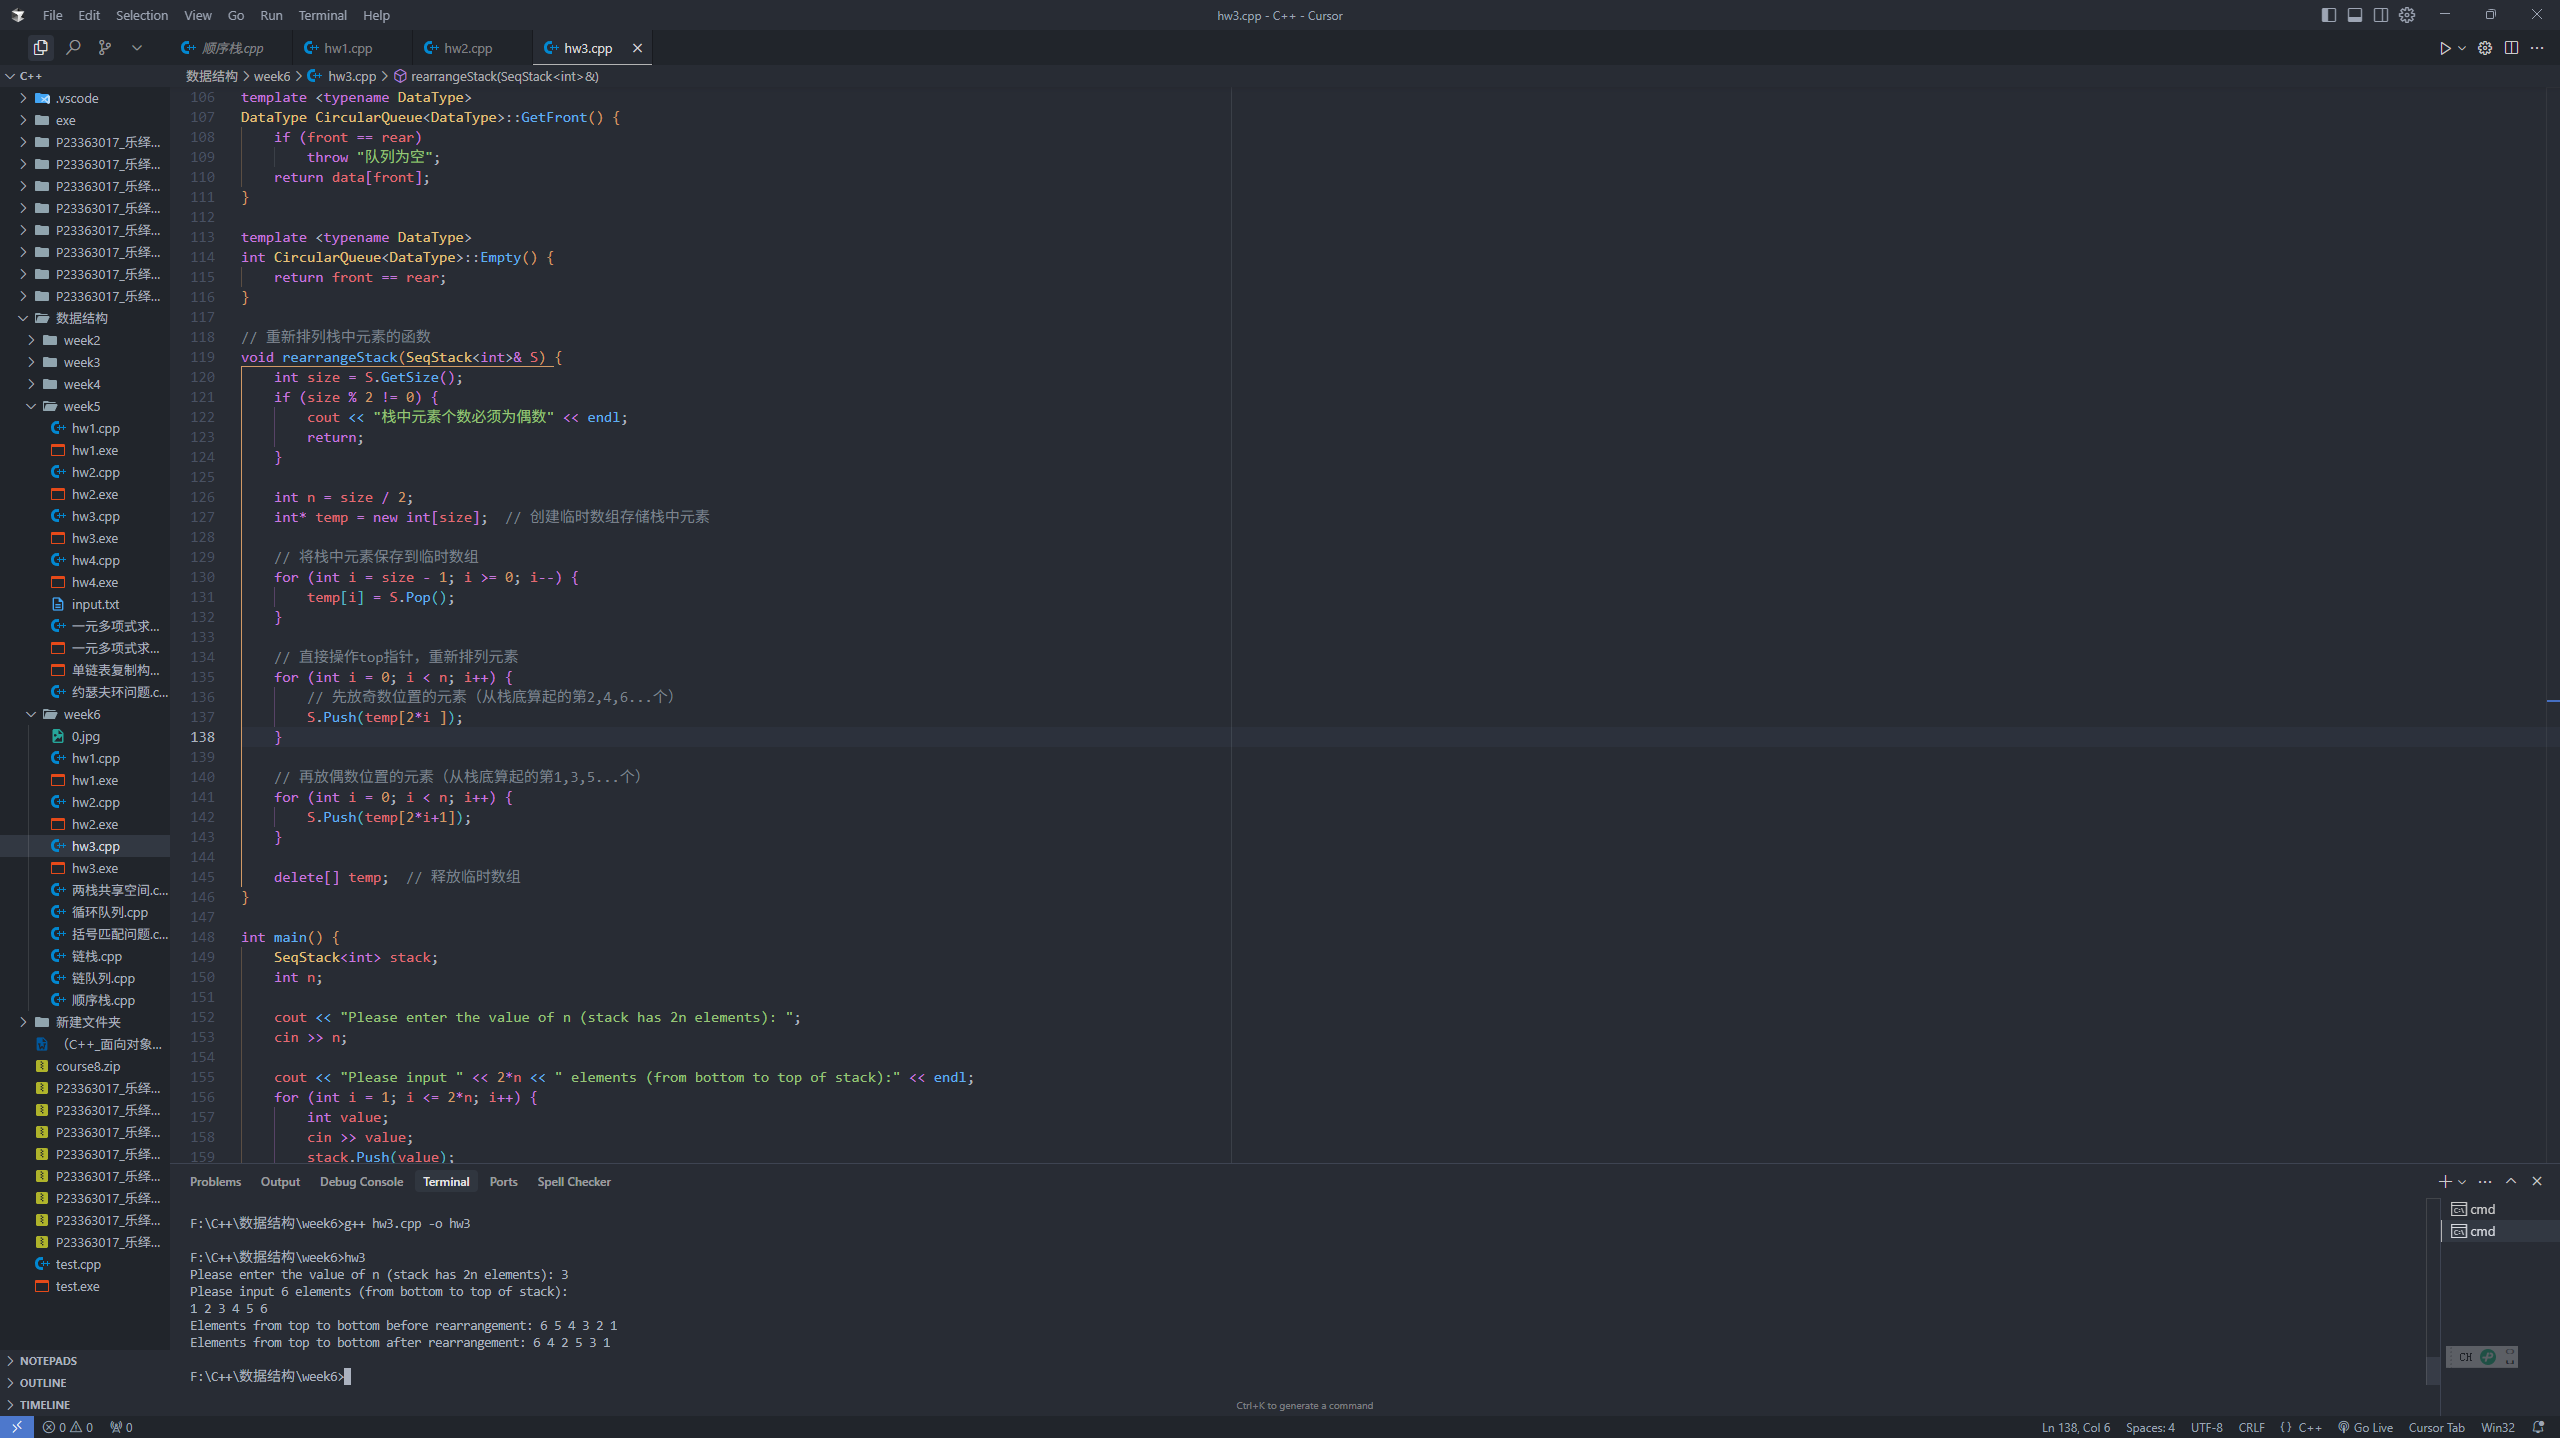 File Edit Selection View Go Run Terminal Help
hw3.cpp - C++ - Cursor
顺序栈.cpp hw1.cpp hw2.cpp hw3.cpp
C++
.vscode
exe
P23363017_乐绎...
P23363017_乐绎...
P23363017_乐绎...
P23363017_乐绎...
P23363017_乐绎...
P23363017_乐绎...
P23363017_乐绎...
P23363017_乐绎...
数据结构
week2
week3
week4
week5
hw1.cpp
hw1.exe
hw2.cpp
hw2.exe
hw3.cpp
hw3.exe
hw4.cpp
hw4.exe
input.txt
一元多项式求...
一元多项式求...
单链表复制构...
约瑟夫环问题.c...
week6
0.jpg
hw1.cpp
hw1.exe
hw2.cpp
hw2.exe
hw3.cpp
hw3.exe
两栈共享空间.c...
循环队列.cpp
括号匹配问题.c...
链栈.cpp
链队列.cpp
顺序栈.cpp
新建文件夹
（C++_面向对象...
course8.zip
P23363017_乐绎...
P23363017_乐绎...
P23363017_乐绎...
P23363017_乐绎...
P23363017_乐绎...
P23363017_乐绎...
P23363017_乐绎...
P23363017_乐绎...
test.cpp
test.exe
NOTEPADS
OUTLINE
TIMELINE
数据结构 > week6 > hw3.cpp > rearrangeStack(SeqStack<int>&)
106 template <typename DataType>
107 DataType CircularQueue<DataType>::GetFront() {
108 if (front == rear)
109 throw "队列为空";
110 return data[front];
111 }
112
113 template <typename DataType>
114 int CircularQueue<DataType>::Empty() {
115 return front == rear;
116 }
117
118 // 重新排列栈中元素的函数
119 void rearrangeStack(SeqStack<int>& S) {
120 int size = S.GetSize();
121 if (size % 2 != 0) {
122 cout << "栈中元素个数必须为偶数" << endl;
123 return;
124 }
125
126 int n = size / 2;
127 int* temp = new int[size]; // 创建临时数组存储栈中元素
128
129 // 将栈中元素保存到临时数组
130 for (int i = size - 1; i >= 0; i--) {
131 temp[i] = S.Pop();
132 }
133
134 // 直接操作top指针，重新排列元素
135 for (int i = 0; i < n; i++) {
136 // 先放奇数位置的元素（从栈底算起的第2,4,6...个）
137 S.Push(temp[2*i ]);
138 }
139
140 // 再放偶数位置的元素（从栈底算起的第1,3,5...个）
141 for (int i = 0; i < n; i++) {
142 S.Push(temp[2*i+1]);
143 }
144
145 delete[] temp; // 释放临时数组
146 }
147
148 int main() {
149 SeqStack<int> stack;
150 int n;
151
152 cout << "Please enter the value of n (stack has 2n elements): ";
153 cin >> n;
154
155 cout << "Please input " << 2*n << " elements (from bottom to top of stack):" << endl;
156 for (int i = 1; i <= 2*n; i++) {
157 int value;
158 cin >> value;
159 stack.Push(value);
Problems Output Debug Console Terminal Ports Spell Checker
F:\C++\数据结构\week6>g++ hw3.cpp -o hw3
F:\C++\数据结构\week6>hw3
Please enter the value of n (stack has 2n elements): 3
Please input 6 elements (from bottom to top of stack):
1 2 3 4 5 6
Elements from top to bottom before rearrangement: 6 5 4 3 2 1
Elements from top to bottom after rearrangement: 6 4 2 5 3 1
F:\C++\数据结构\week6>
cmd
cmd
CH
Ctrl+K to generate a command
0 0 0
Ln 138, Col 6 Spaces: 4 UTF-8 CRLF {} C++ Go Live Cursor Tab Win32